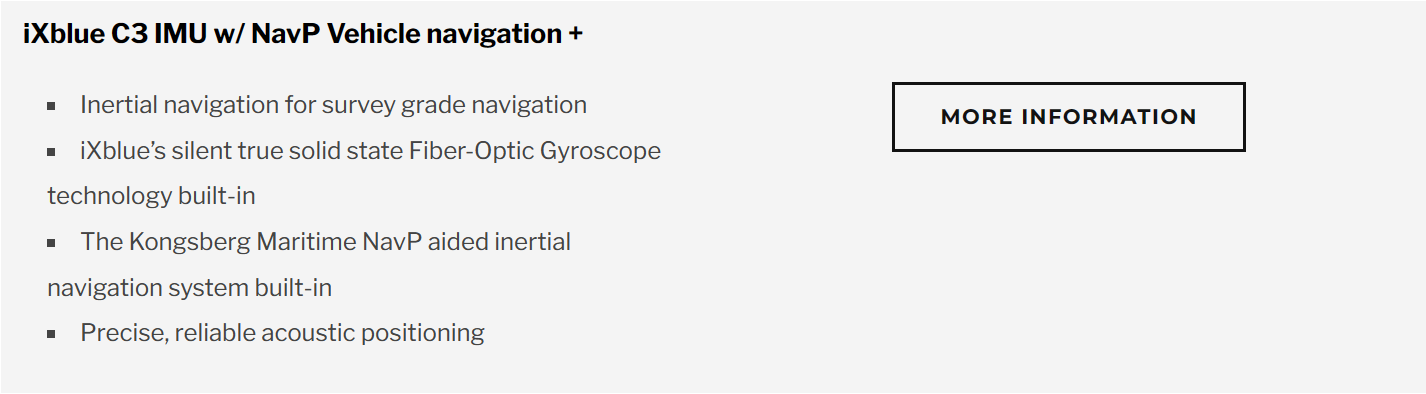 iXblue C3 IMU w/ NavP Vehicle navigation +
Inertial navigation for survey grade navigation
iXblue’s silent true solid state Fiber-Optic Gyroscope
technology built-in
The Kongsberg Maritime NavP aided inertial
navigation system built-in
Precise, reliable acoustic positioning
MORE INFORMATION